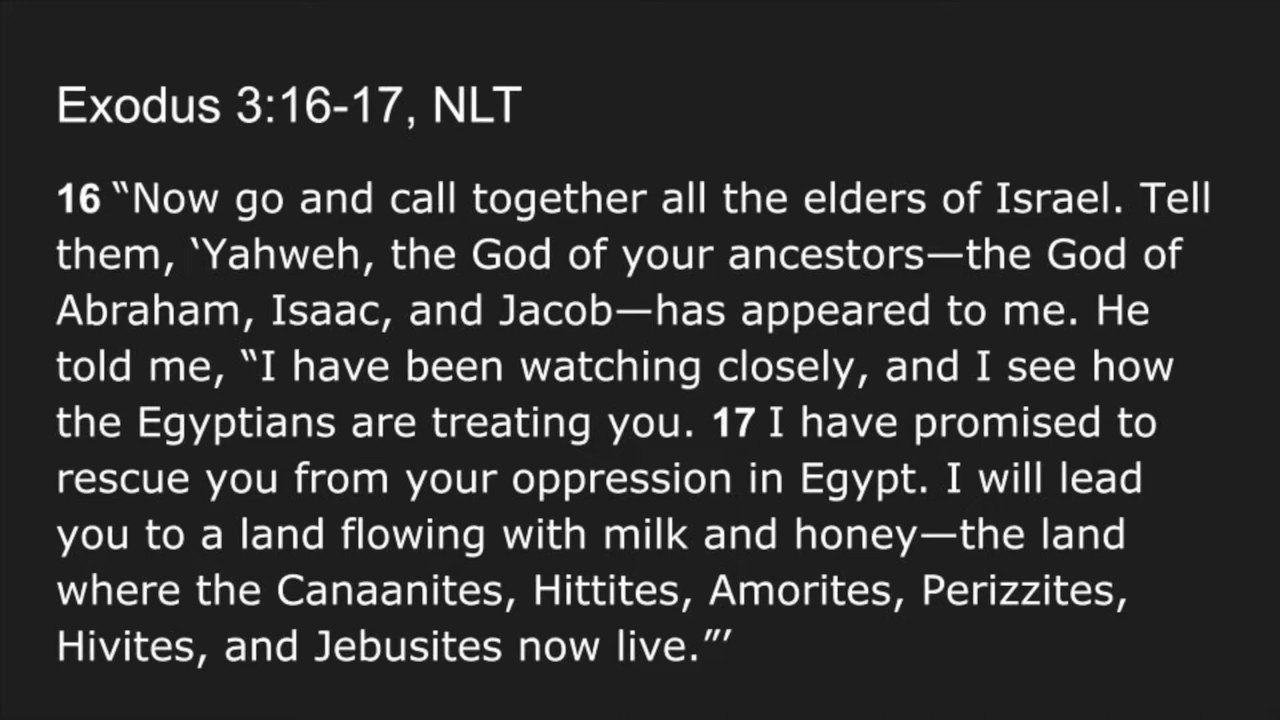 Exodus 3:16-17, NLT
16 “Now go and call together all the elders of Israel. Tell
them, ‘Yahweh, the God of your ancestors—the God of
Abraham, Isaac, and Jacob—has appeared to me. He
told me, “I have been watching closely, and I see how
the Egyptians are treating you. 17 I have promised to
rescue you from your oppression in Egypt. I will lead
you to a land flowing with milk and honey—the land
where the Canaanites, Hittites, Amorites, Perizzites,
Hivites, and Jebusites now live.”’